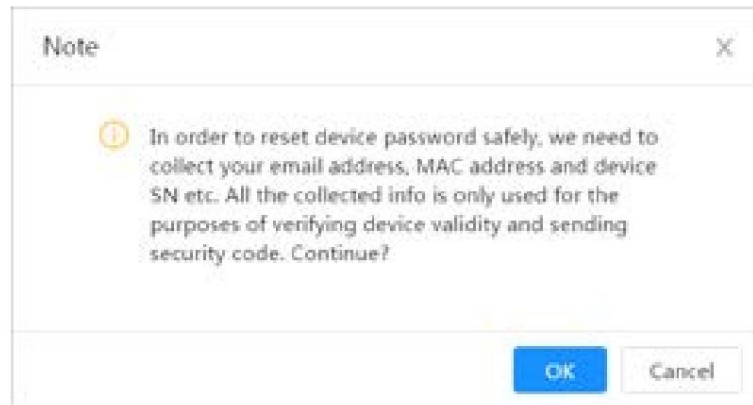 Note
In order to reset device password safely, we need to
collect your email address, MAC address and device
SN etc. All the collected info is only used for the
purposes of verifying device validity and sending
security code. Continue?
OK Cancel